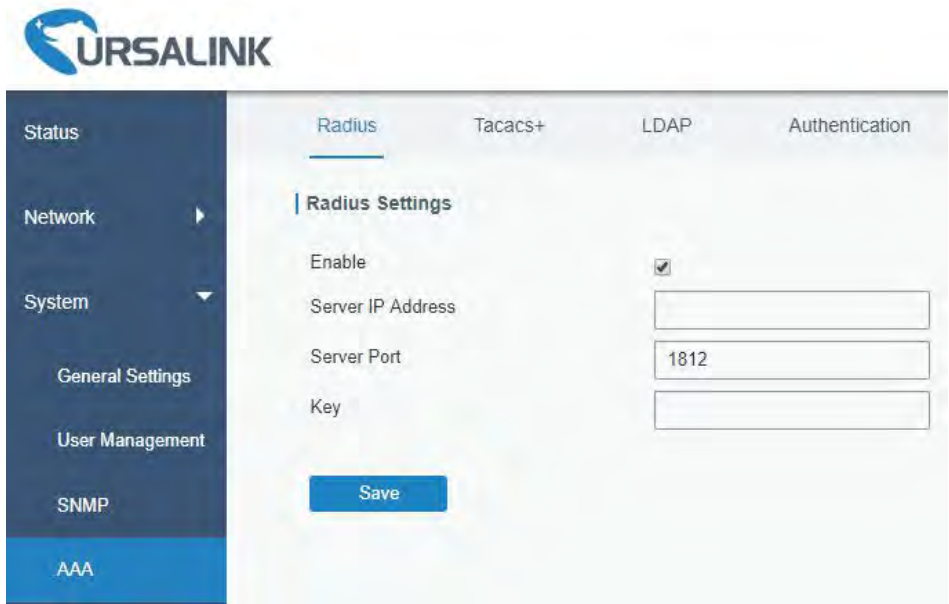 URSALINK
Status
Network
System
General Settings
User Management
SNMP
AAA
Radius Tacacs+ LDAP Authentication
Radius Settings
Enable
Server IP Address
Server Port 1812
Key
Save